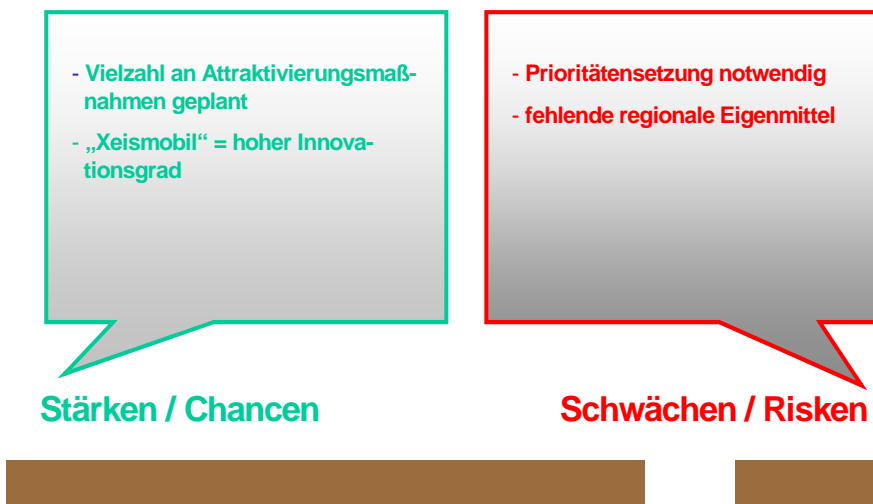 - Vielzahl an Attraktivierungsmaß-
nahmen geplant
- „Xeismobil“ = hoher Innova-
tionsgrad
- Prioritätensetzung notwendig
- fehlende regionale Eigenmittel
Stärken / Chancen
Schwächen / Risken